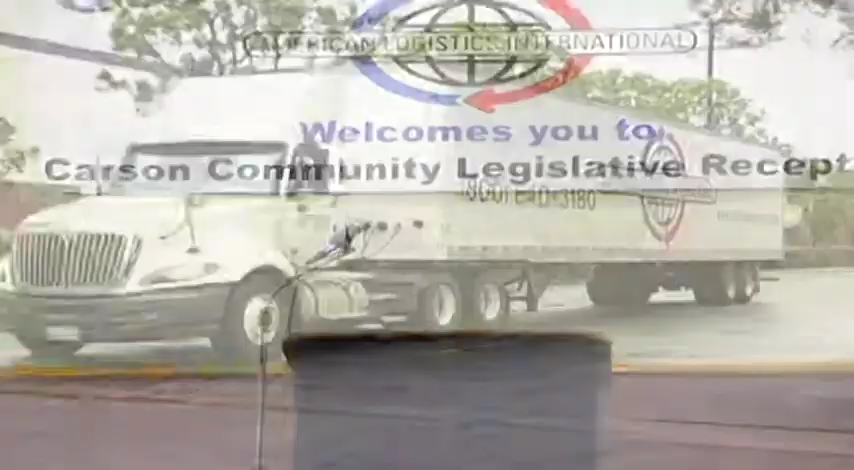 AMERICAN LOGISTICS INTERNATIONAL
Welcomes you to
Carson Community Legislative Recept